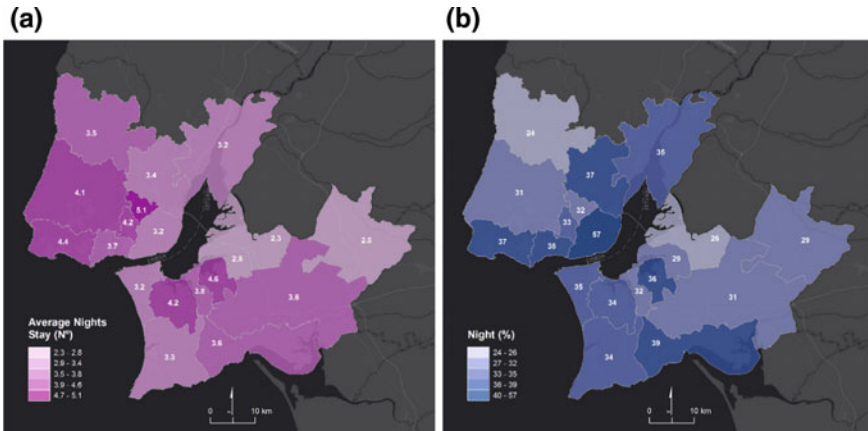 (a)
3.5
3.2
3.4
4.1
5.1
4.2
3.2
4.4
3.7
2.3
4.6
3.2
4.2
3.8
3.8
3.3
3.6
Average Nights
Stay (Nº)
2.3 - 2.8
2.9 - 3.4
3.5 - 3.8
3.9 - 4.6
4.7 - 5.1
0 10 km
(b)
24
35
37
31
32
33
57
37
38
26
29
29
36
35
34
32
31
34
39
Night (%)
24 - 26
27 - 32
33 - 35
36 - 39
40 - 57
0 10 km